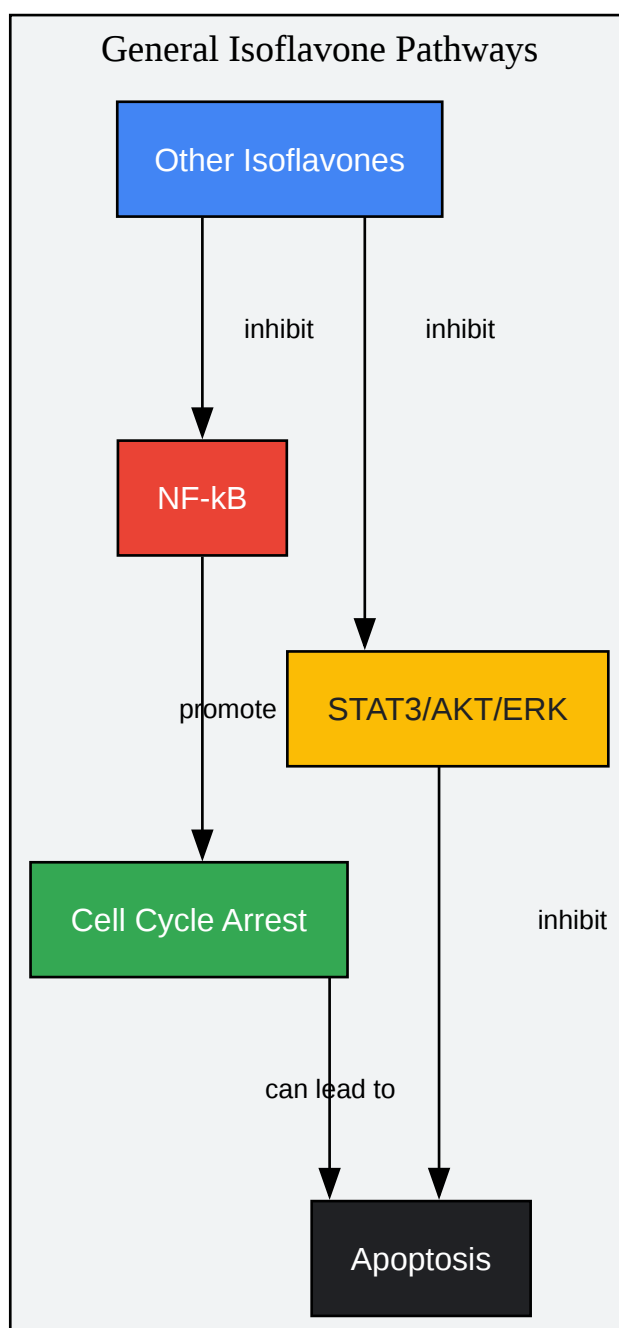 General Isoflavone Pathways
Other Isoflavones
inhibit
inhibit
NF-kB
promote
STAT3/AKT/ERK
Cell Cycle Arrest
inhibit
can lead to
Apoptosis